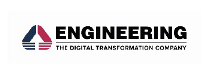 ENGINEERING
THE DIGITAL TRANSFORMATION COMPANY